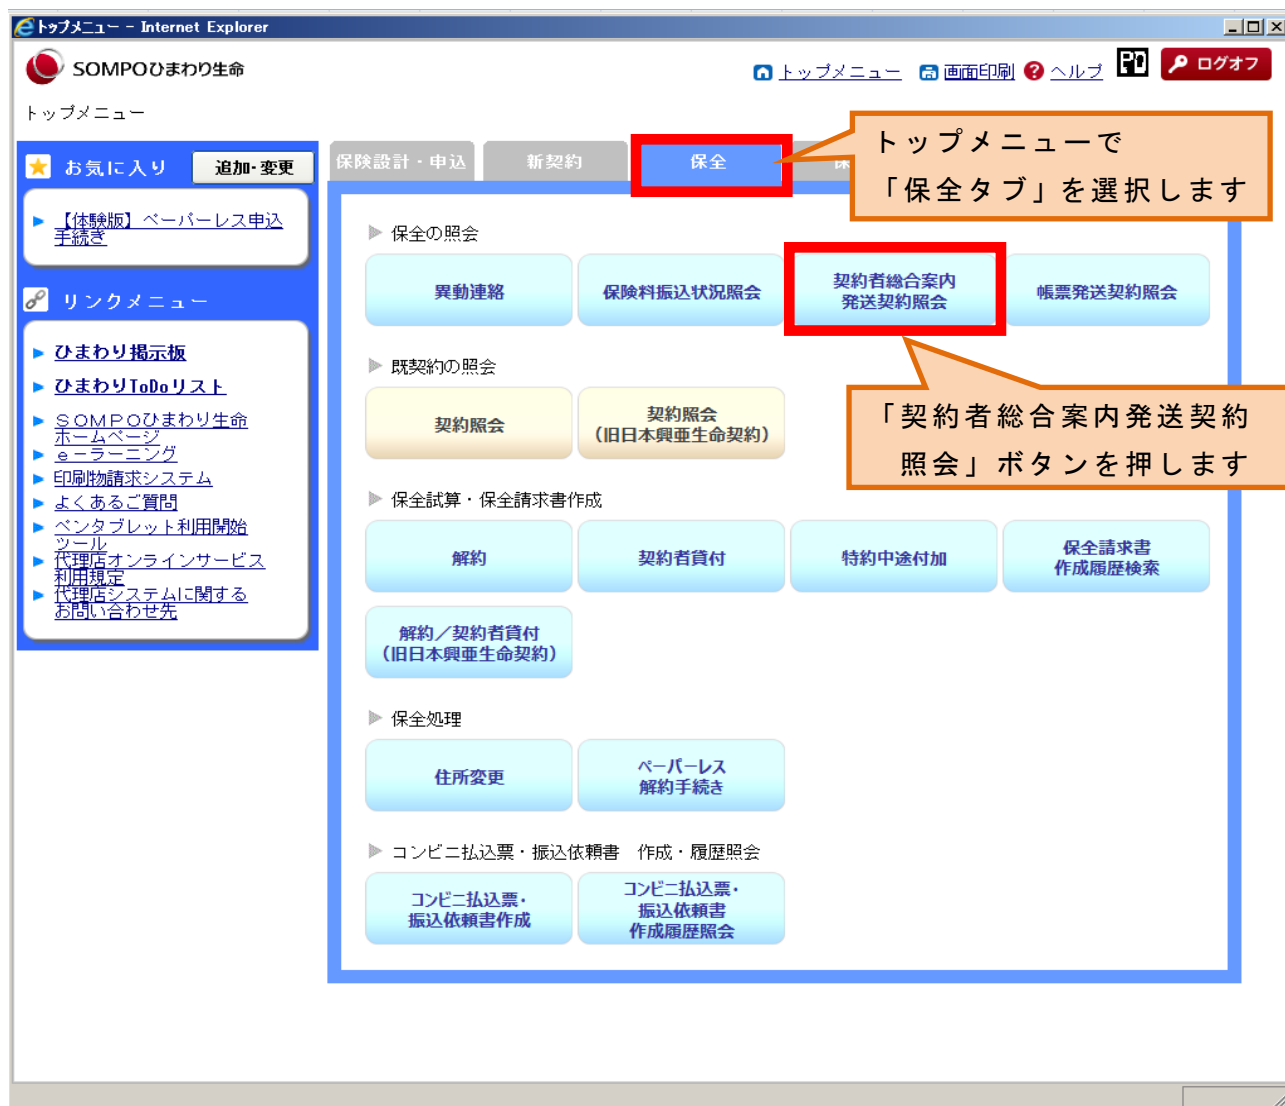 トップメニュー - Internet Explorer
SOMPOひまわり生命
トップメニュー 画面印刷 ヘルプ ログオフ
トップメニュー
お気に入り 追加・変更
【体験版】ペーパーレス申込
手続き
リンクメニュー
ひまわり掲示板
ひまわりToDoリスト
SOMPOひまわり生命
ホームページ
e-ラーニング
印刷物請求システム
よくあるご質問
ペンタブレット利用開始
ツール
代理店オンラインサービス
利用規定
代理店システムに関する
お問い合わせ先
保険設計・申込 新契約 保全
トップメニューで
「保全タブ」を選択します
保全の照会
異動連絡
保険料振込状況照会
契約者総合案内
発送契約照会
帳票発送契約照会
「契約者総合案内発送契約
照会」ボタンを押します
既契約の照会
契約照会
契約照会
(旧日本興亜生命契約)
保全試算・保全請求書作成
解約
契約者貸付
特約中途付加
保全請求書
作成履歴検索
解約/契約者貸付
(旧日本興亜生命契約)
保全処理
住所変更
ペーパーレス
解約手続き
コンビニ払込票・振込依頼書 作成・履歴照会
コンビニ払込票・
振込依頼書作成
コンビニ払込票・
振込依頼書
作成履歴照会